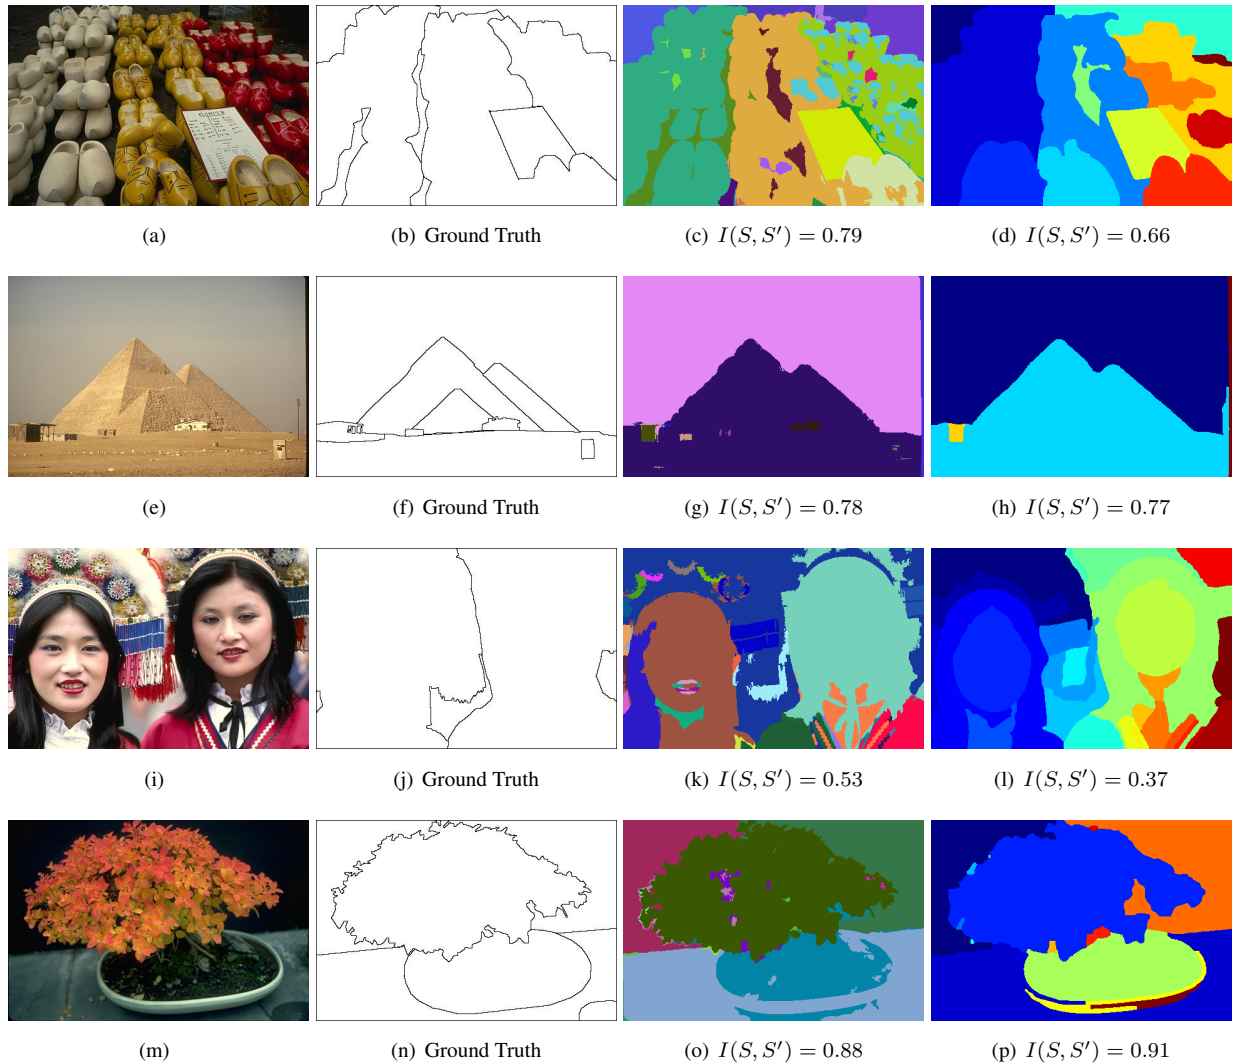 (a)
(b) Ground Truth
(c) I(S, S′) = 0.79
(d) I(S, S′) = 0.66
(e)
(f) Ground Truth
(g) I(S, S′) = 0.78
(h) I(S, S′) = 0.77
(i)
(j) Ground Truth
(k) I(S, S′) = 0.53
(l) I(S, S′) = 0.37
(m)
(n) Ground Truth
(o) I(S, S′) = 0.88
(p) I(S, S′) = 0.91